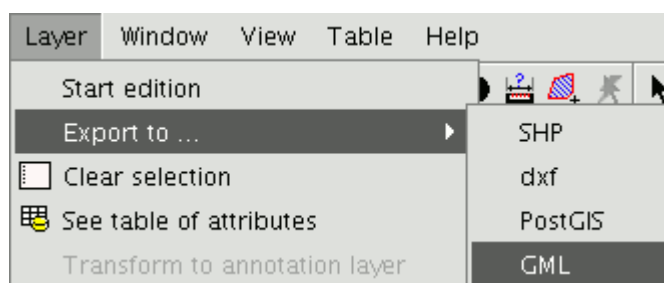 Layer Window View Table Help
Start edition
Export to ...
SHP
Clear selection
dxf
See table of attributes
PostGIS
Transform to annotation layer
GML